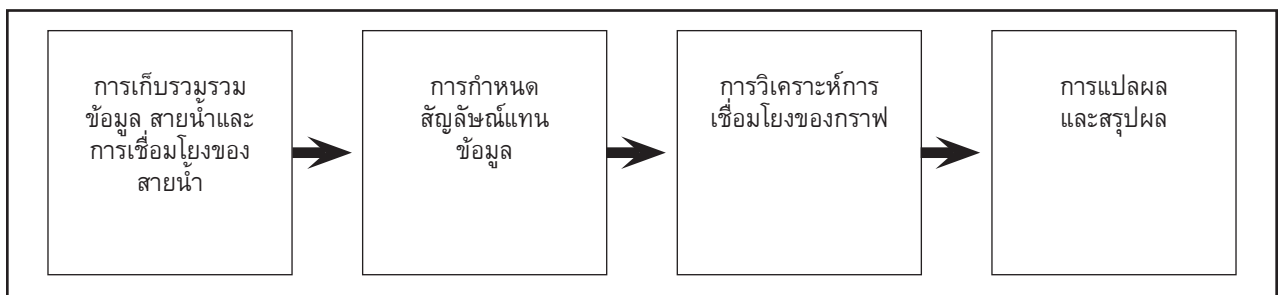 การเก็บรวมรวม
ข้อมูล สายน้ำและ
การเชื่อมโยงของ
สายน้ำ
การกำหนด
สัญลัษณ์แทน
ข้อมูล
การวิเคราะห์การ
เชื่อมโยงของกราฟ
การแปลผล
และสรุปผล